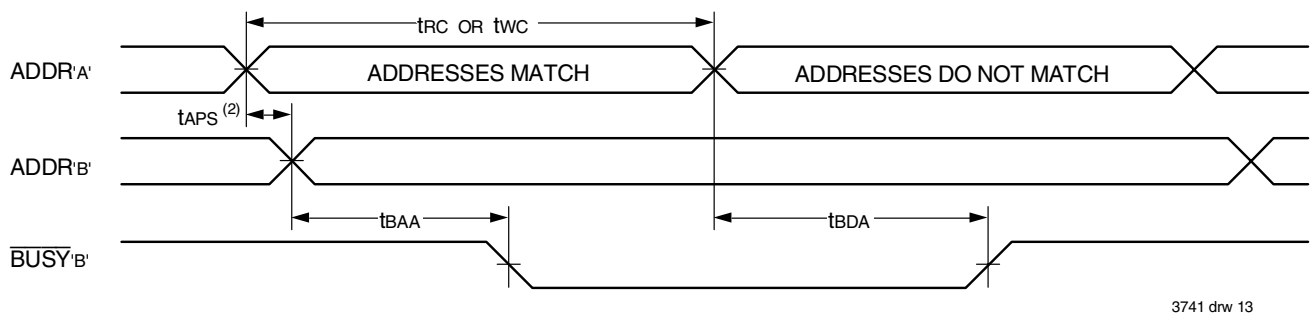 tRC OR tWC
ADDR'A'
ADDRESSES MATCH
ADDRESSES DO NOT MATCH
tAPS (2)
ADDR'B'
tBAA
tBDA
BUSY'B'
3741 drw 13